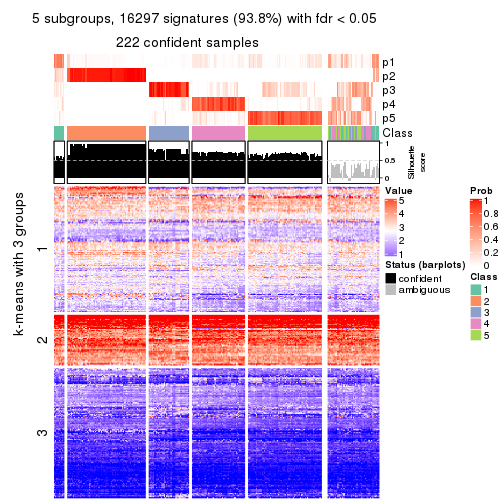 5 subgroups, 16297 signatures (93.8%) with fdr < 0.05
222 confident samples
p1
p2
p3
p4
p5
Class
1
0.5
0
Silhouette
score
k-means with 3 groups
1
2
3
Value
5
4
3
2
1
Status (barplots)
confident
ambiguous
Prob
1
0.8
0.6
0.4
0.2
0
Class
1
2
3
4
5